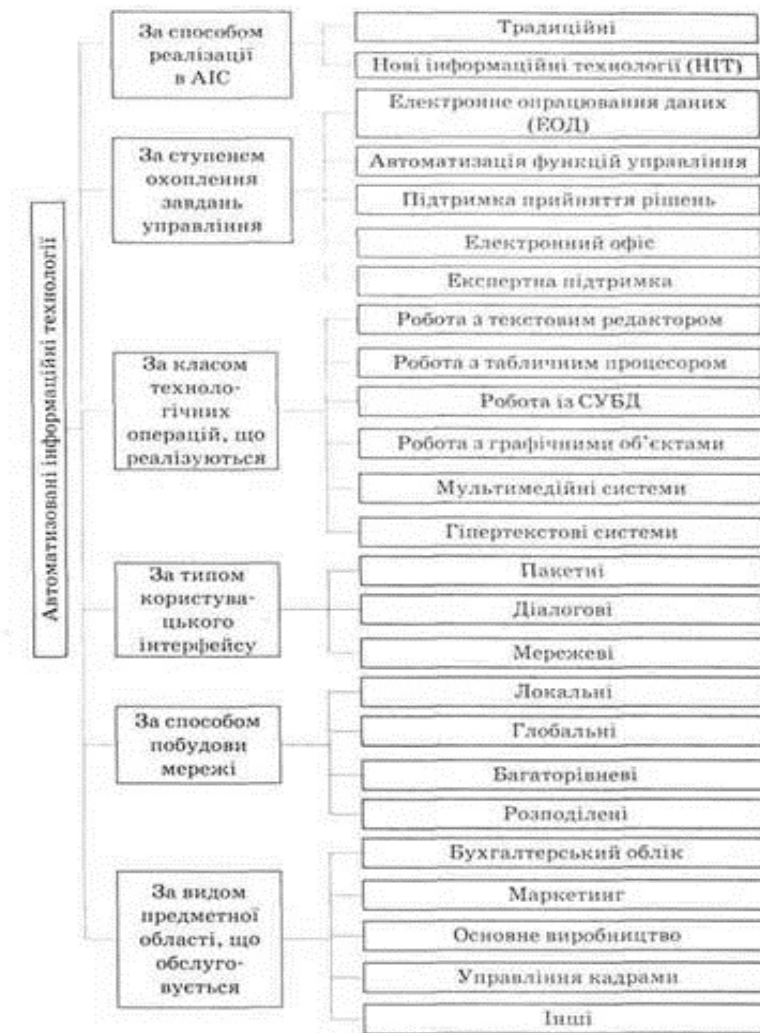 Автоматизовані інформаційні технології
За способом
реалізації
в АІС
Традиційні
Нові інформаційні технології (НІТ)
За ступенем
охоплення
завдань
управління
Електронне опрацювання даних
(ЕОД)
Автоматизація функцій управління
Підтримка прийняття рішень
Електронний офіс
Експертна підтримка
За класом
техноло-
гічних
операцій, що
реалізуються
Робота з текстовим редактором
Робота з табличним процесором
Робота із СУБД
Робота з графічними об’єктами
Мультимедійні системи
Гіпертекстові системи
За типом
користува-
цького
інтерфейсу
Пакетні
Діалогові
Мережеві
За способом
побудови
мережі
Локальні
Глобальні
Багаторівневі
Розподілені
За видом
предметної
області, що
обслуго-
вується
Бухгалтерський облік
Маркетинг
Основне виробництво
Управління кадрами
Інші